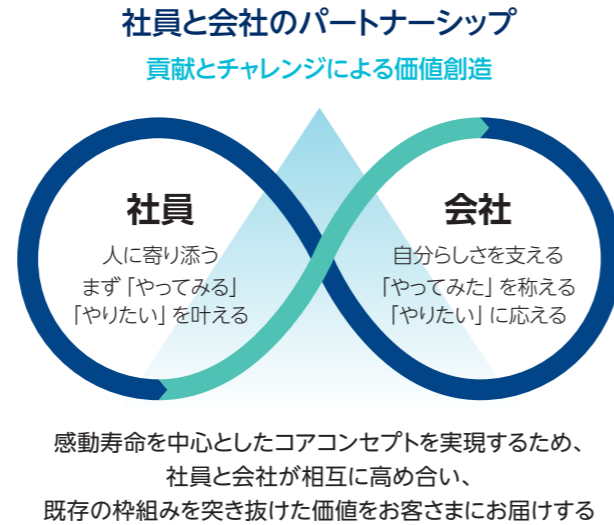 社員と会社のパートナーシップ
貢献とチャレンジによる価値創造
社員
人に寄り添う
まず「やってみる」
「やりたい」を叶える
会社
自分らしさを支える
「やってみた」を称える
「やりたい」に応える
感動寿命を中心としたコアコンセプトを実現するため、
社員と会社が相互に高め合い、
既存の枠組みを突き抜けた価値をお客さまにお届けする